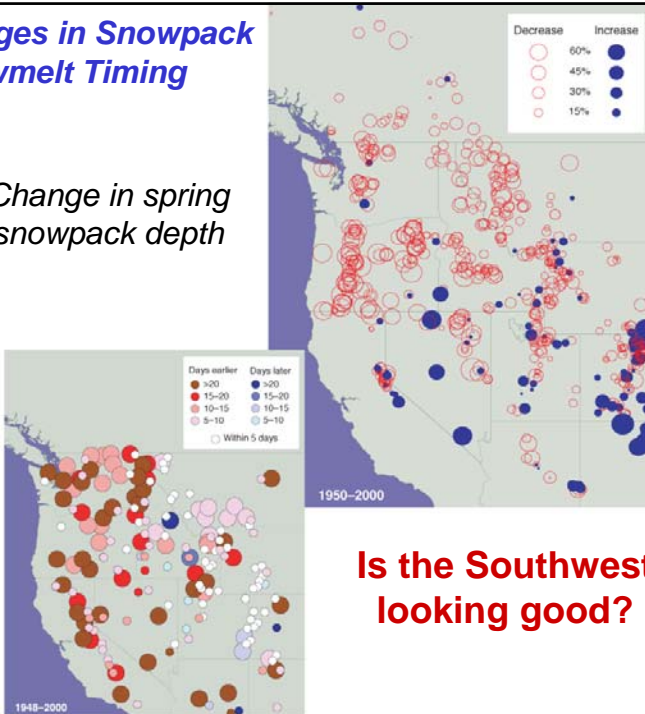 ges in Snowpack
wmelt Timing
Change in spring
snowpack depth
Decrease Increase
60%
45%
30%
15%
1950–2000
Days earlier Days later
>20 >20
15–20 15–20
10–15 10–15
5–10 5–10
Within 5 days
1948–2000
Is the Southwest
looking good?